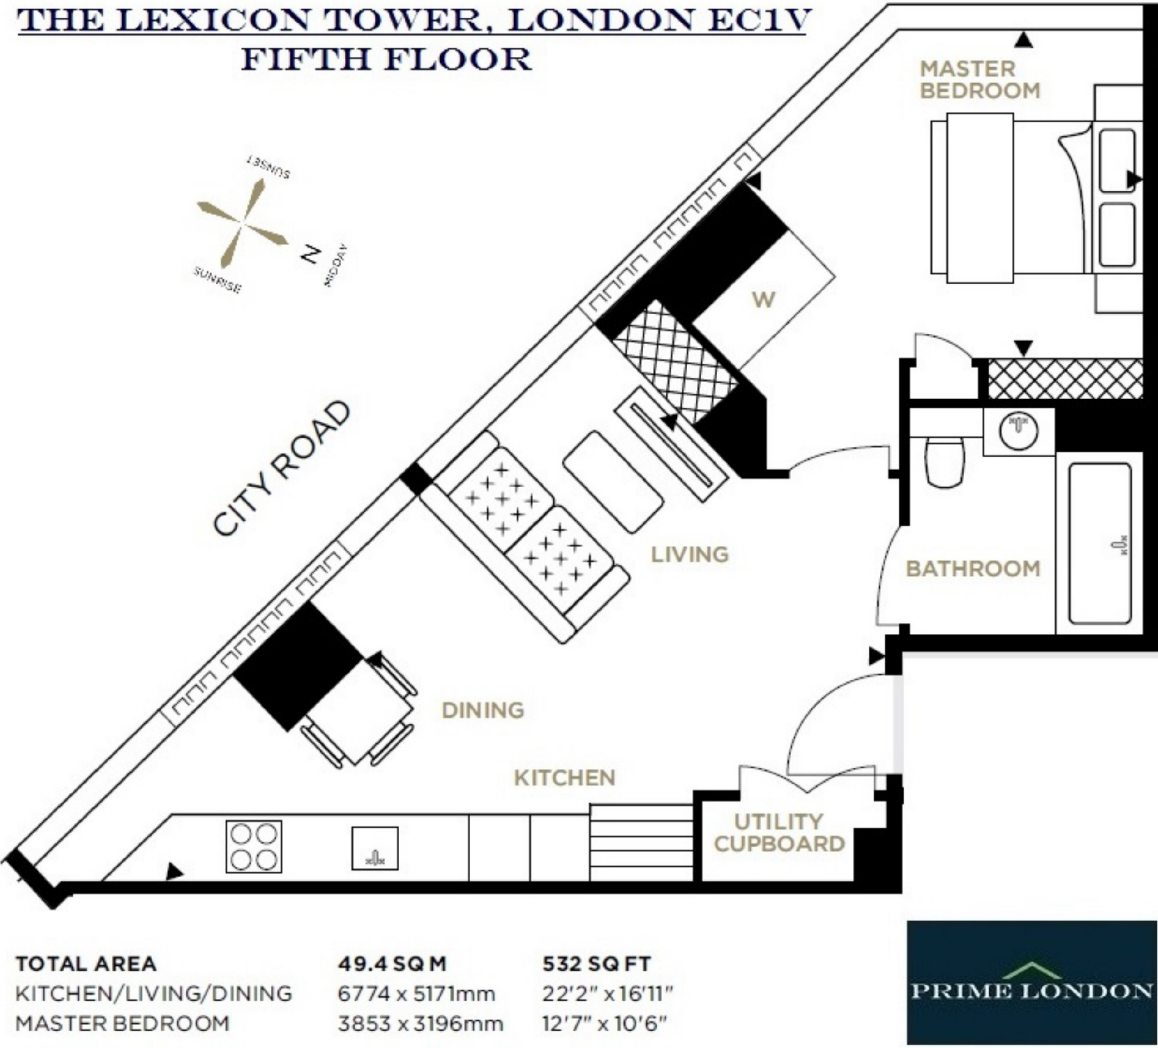 THE LEXICON TOWER, LONDON EC1V
FIFTH FLOOR
MASTER
BEDROOM
SUNSET
N
MIDDAY
SUNRISE
W
CITY ROAD
LIVING
BATHROOM
DINING
KITCHEN
UTILITY
CUPBOARD
TOTAL AREA 49.4 SQ M 532 SQ FT
KITCHEN/LIVING/DINING 6774 x 5171mm 22'2" x 16'11"
MASTER BEDROOM 3853 x 3196mm 12'7" x 10'6"
PRIME LONDON